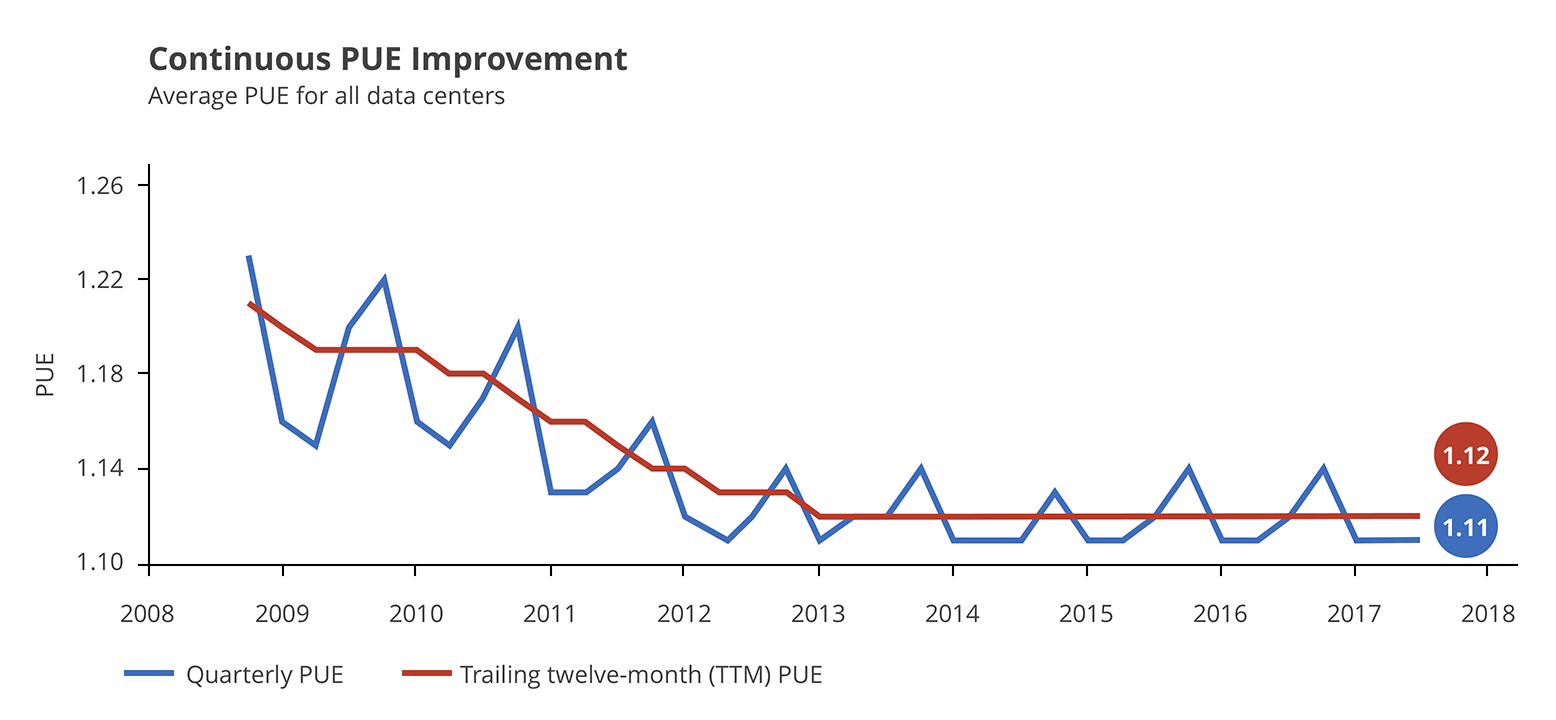 Continuous PUE Improvement
Average PUE for all data centers
PUE
1.26
1.22
1.18
1.14
1.10
1.12
1.11
2008 2009 2010 2011 2012 2013 2014 2015 2016 2017 2018
Quarterly PUE Trailing twelve-month (TTM) PUE